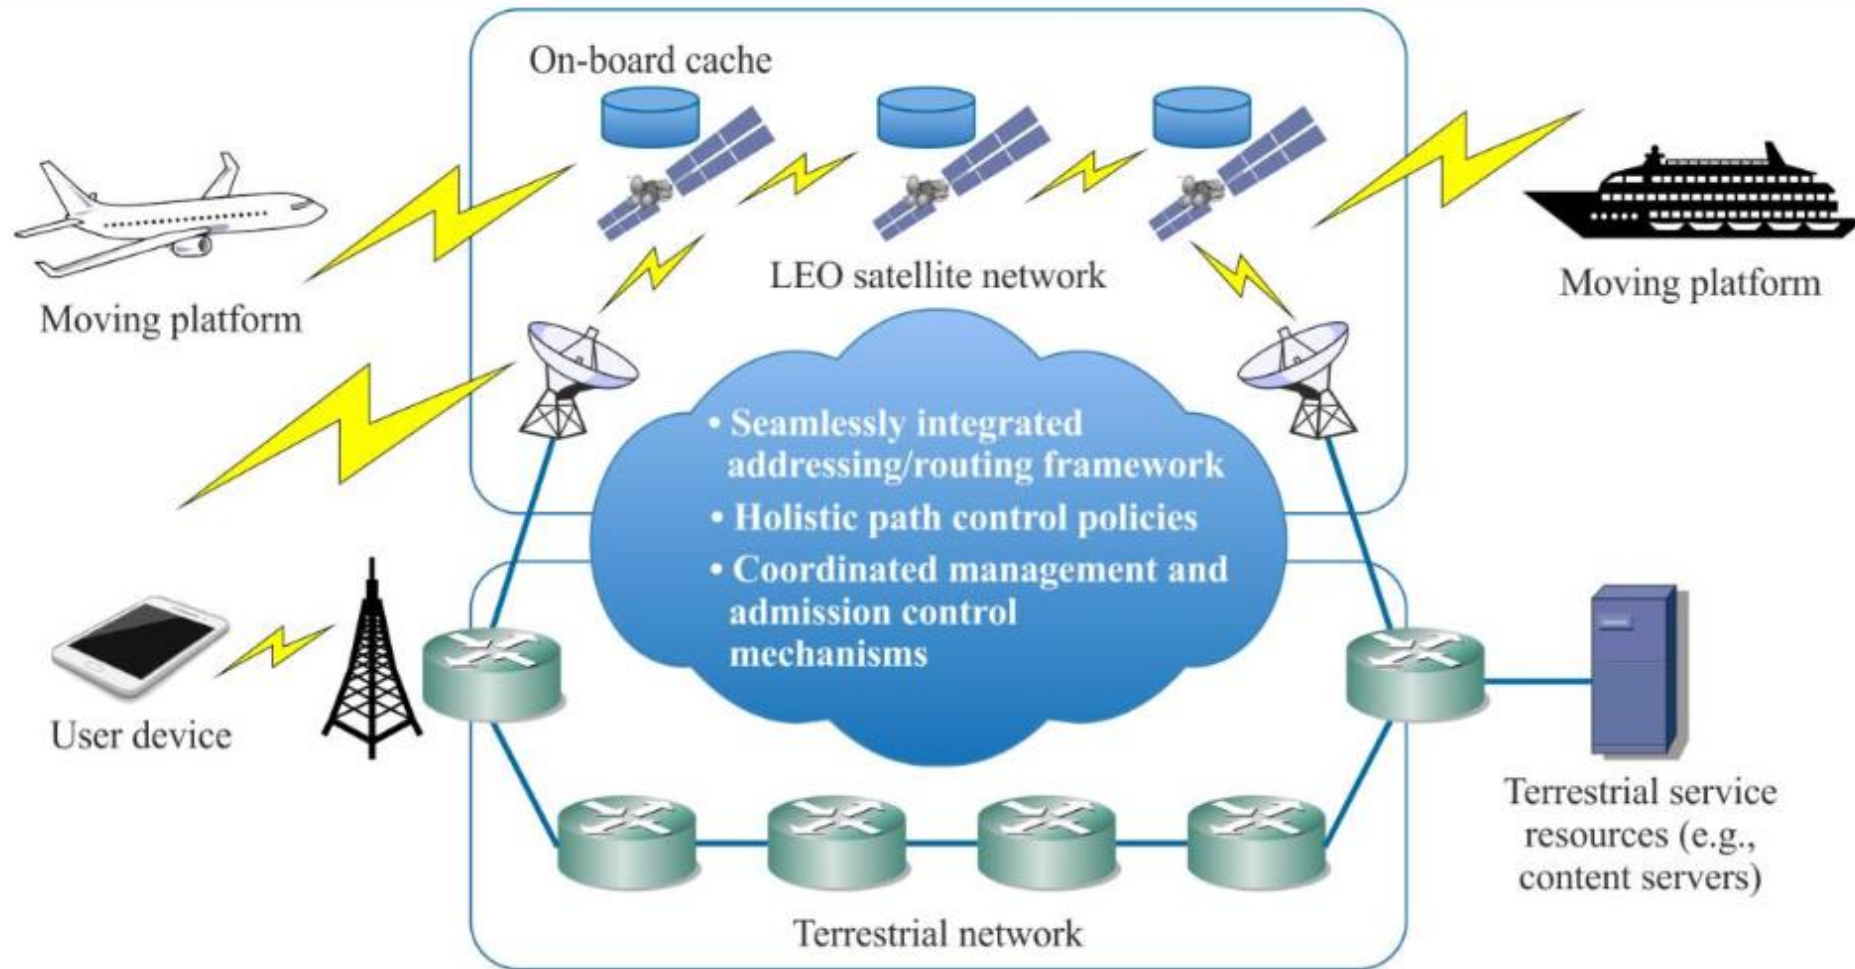 On-board cache
LEO satellite network
Moving platform
Moving platform
• Seamlessly integrated
addressing/routing framework
• Holistic path control policies
• Coordinated management and
admission control
mechanisms
User device
Terrestrial service
resources (e.g.,
content servers)
Terrestrial network